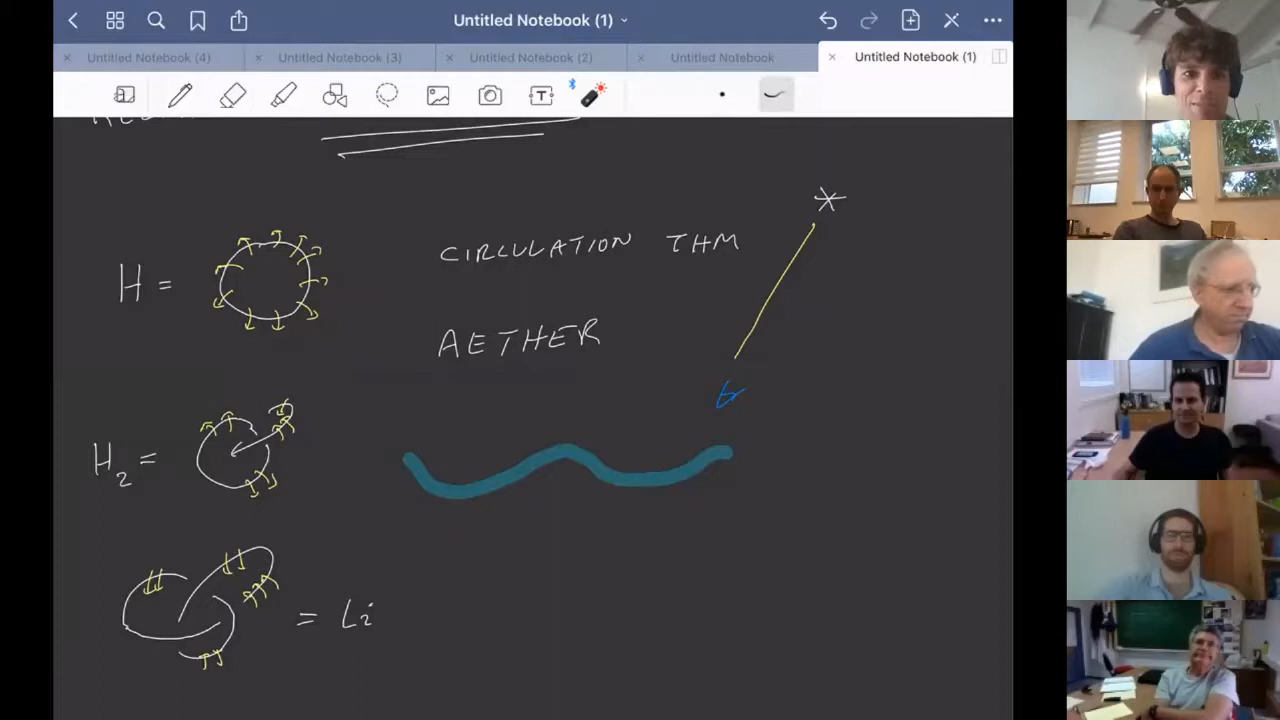 Untitled Notebook (1)
Untitled Notebook (4)
Untitled Notebook (3)
Untitled Notebook (2)
Untitled Notebook
Untitled Notebook (1)
T
CIRCULATION THM
H =
AETHER
H₂ =
= Li